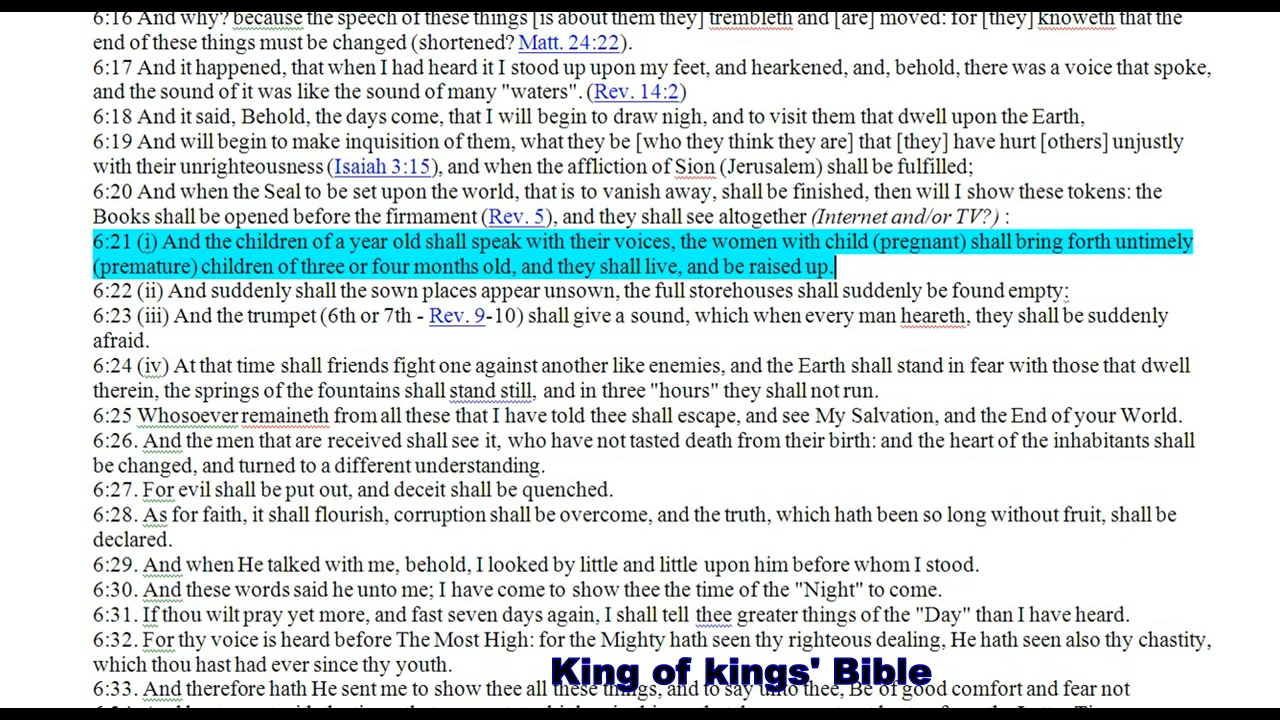 6:16 And why? because the speech of these things [is about them they] trembleth and [are] moved: for [they] knoweth that the
end of these things must be changed (shortened? Matt. 24:22).
6:17 And it happened, that when I had heard it I stood up upon my feet, and hearkened, and, behold, there was a voice that spoke,
and the sound of it was like the sound of many "waters". (Rev. 14:2)
6:18 And it said, Behold, the days come, that I will begin to draw nigh, and to visit them that dwell upon the Earth,
6:19 And will begin to make inquisition of them, what they be [who they think they are] that [they] have hurt [others] unjustly
with their unrighteousness (Isaiah 3:15), and when the affliction of Sion (Jerusalem) shall be fulfilled;
6:20 And when the Seal to be set upon the world, that is to vanish away, shall be finished, then will I show these tokens: the
Books shall be opened before the firmament (Rev. 5), and they shall see altogether (Internet and/or TV?) :
6:21 (i) And the children of a year old shall speak with their voices, the women with child (pregnant) shall bring forth untimely
(premature) children of three or four months old, and they shall live, and be raised up.
6:22 (ii) And suddenly shall the sown places appear unsown, the full storehouses shall suddenly be found empty:
6:23 (iii) And the trumpet (6th or 7th - Rev. 9-10) shall give a sound, which when every man heareth, they shall be suddenly
afraid.
6:24 (iv) At that time shall friends fight one against another like enemies, and the Earth shall stand in fear with those that dwell
therein, the springs of the fountains shall stand still, and in three "hours" they shall not run.
6:25 Whosoever remaineth from all these that I have told thee shall escape, and see My Salvation, and the End of your World.
6:26. And the men that are received shall see it, who have not tasted death from their birth: and the heart of the inhabitants shall
be changed, and turned to a different understanding.
6:27. For evil shall be put out, and deceit shall be quenched.
6:28. As for faith, it shall flourish, corruption shall be overcome, and the truth, which hath been so long without fruit, shall be
declared.
6:29. And when He talked with me, behold, I looked by little and little upon him before whom I stood.
6:30. And these words said he unto me; I have come to show thee the time of the "Night" to come.
6:31. If thou wilt pray yet more, and fast seven days again, I shall tell thee greater things of the "Day" than I have heard.
6:32. For thy voice is heard before The Most High: for the Mighty hath seen thy righteous dealing, He hath seen also thy chastity,
which thou hast had ever since thy youth.
King of kings' Bible
6:33. And therefore hath He sent me to show thee all these things, and to say unto thee, Be of good comfort and fear not